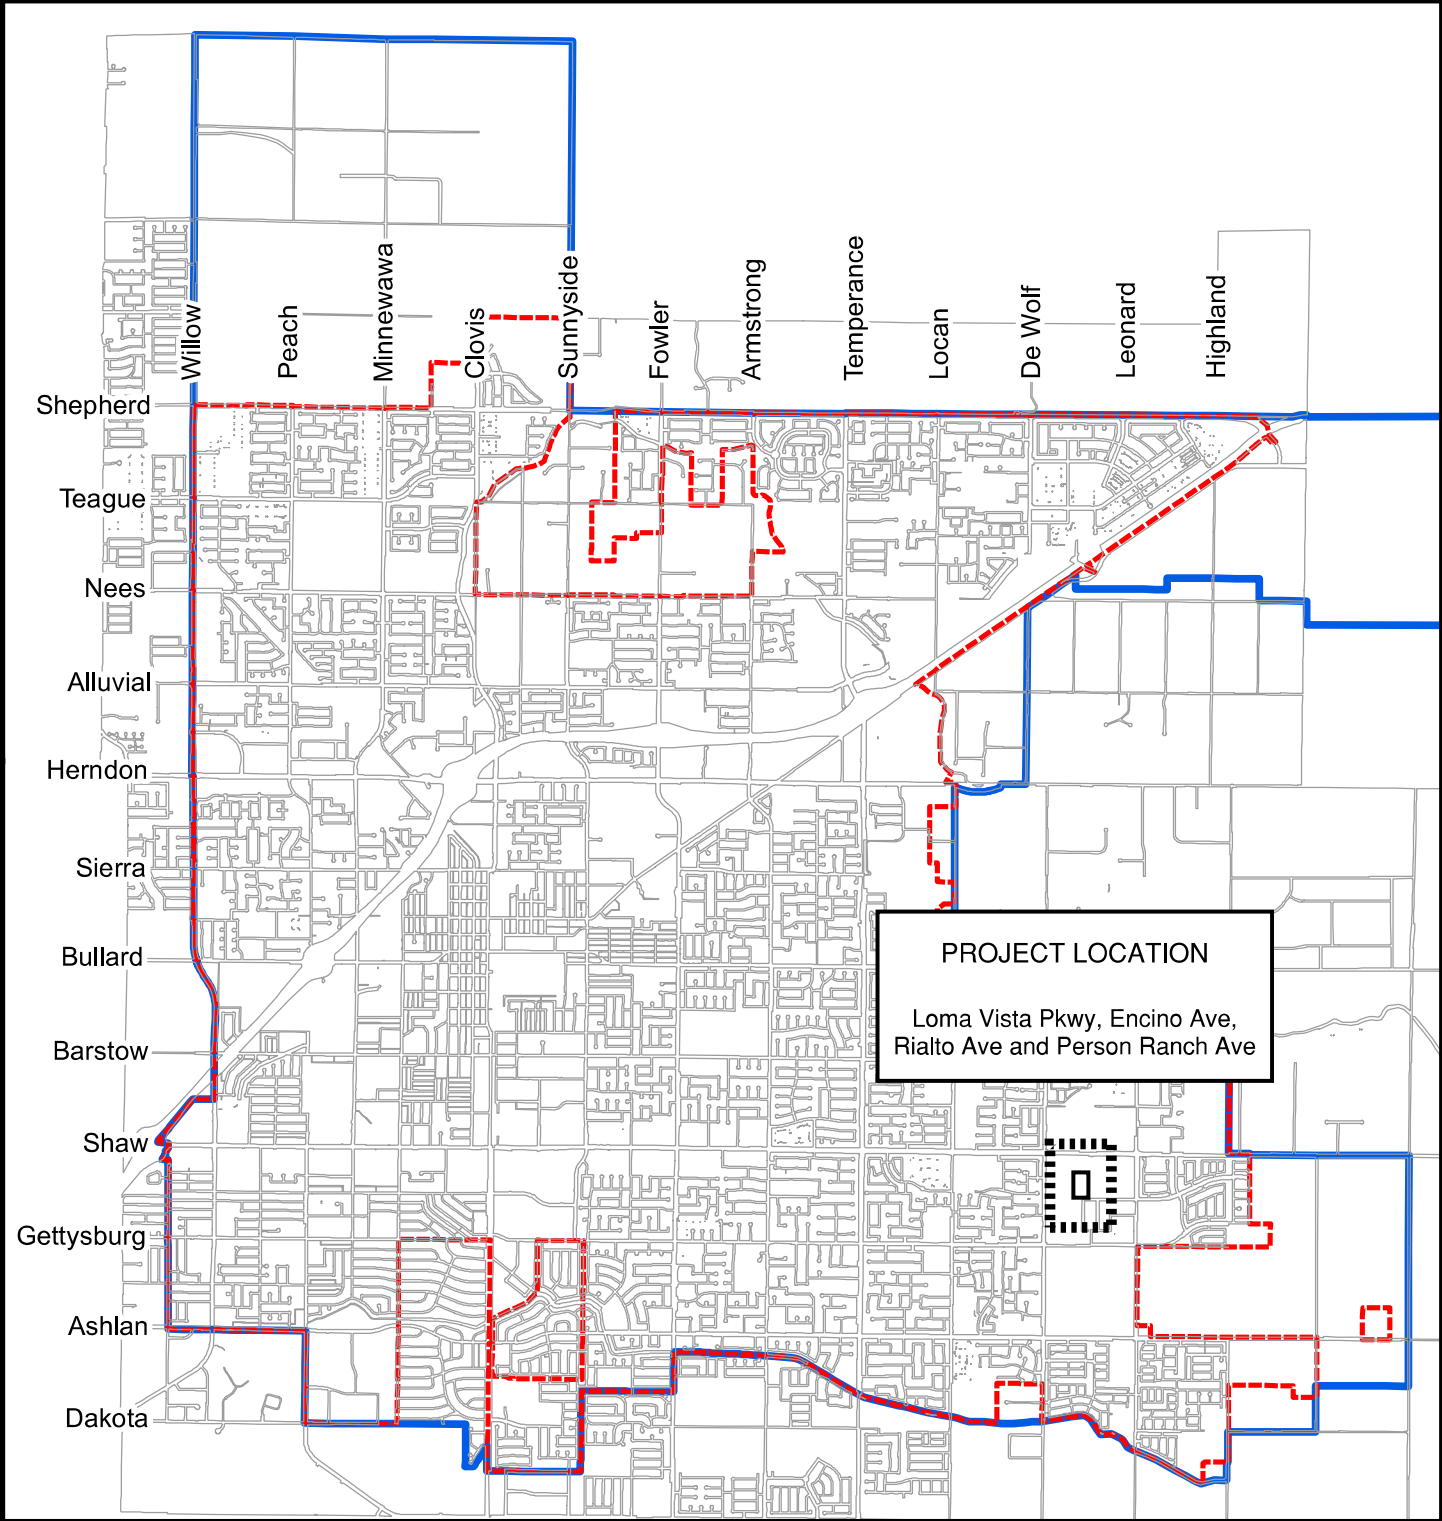 Willow
Peach
Minnewawa
Clovis
Sunnyside
Fowler
Armstrong
Temperance
Locan
De Wolf
Leonard
Highland
Shepherd
Teague
Nees
Alluvial
Herndon
Sierra
Bullard
Barstow
Shaw
Gettysburg
Ashlan
Dakota
PROJECT LOCATION
Loma Vista Pkwy, Encino Ave,
Rialto Ave and Person Ranch Ave